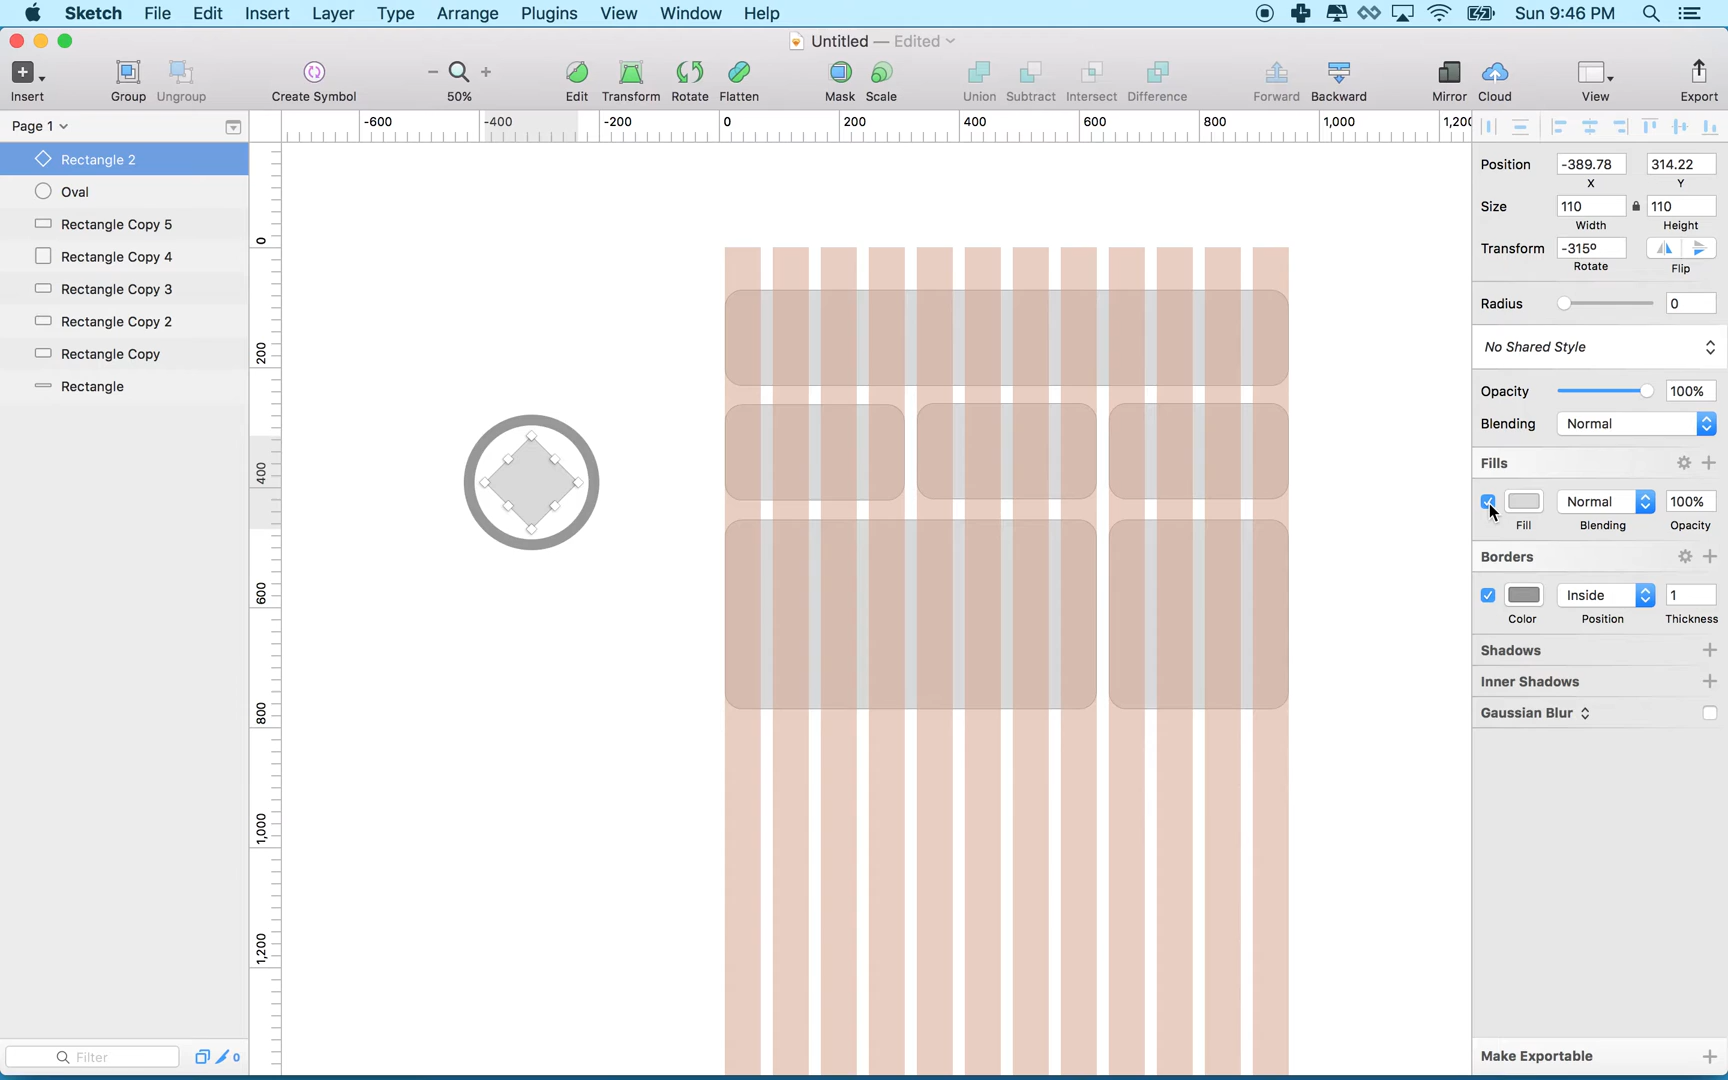 Sketch File Edit Insert Layer Type Arrange Plugins View Window Help Sun 9:46 PM
Untitled — Edited
Insert Group Ungroup Create Symbol 50% Edit Transform Rotate Flatten Mask Scale Union Subtract Intersect Difference Forward Backward Mirror Cloud View Export
Page 1
-600 -400 -200 0 200 400 600 800 1,000 1,200
Rectangle 2
Oval
Rectangle Copy 5
Rectangle Copy 4
Rectangle Copy 3
Rectangle Copy 2
Rectangle Copy
Rectangle
Filter
0
0
200
400
600
800
1,000
1,200
Position -389.78 314.22
X Y
Size 110 110
Width Height
Transform -315º
Rotate Flip
Radius 0
No Shared Style
Opacity 100%
Blending Normal
Fills
Normal 100%
Fill Blending Opacity
Borders
Inside 1
Color Position Thickness
Shadows
Inner Shadows
Gaussian Blur
Make Exportable